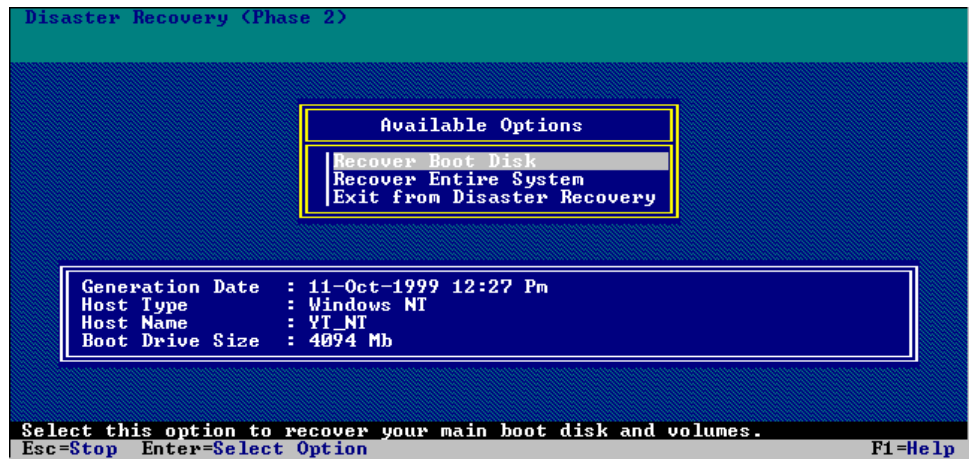 Disaster Recovery (Phase 2)
Available Options
Recover Boot Disk
Recover Entire System
Exit from Disaster Recovery
Generation Date : 11-Oct-1999 12:27 Pm
Host Type : Windows NT
Host Name : YT_NT
Boot Drive Size : 4094 Mb
Select this option to recover your main boot disk and volumes.
Esc=Stop Enter=Select Option F1=Help